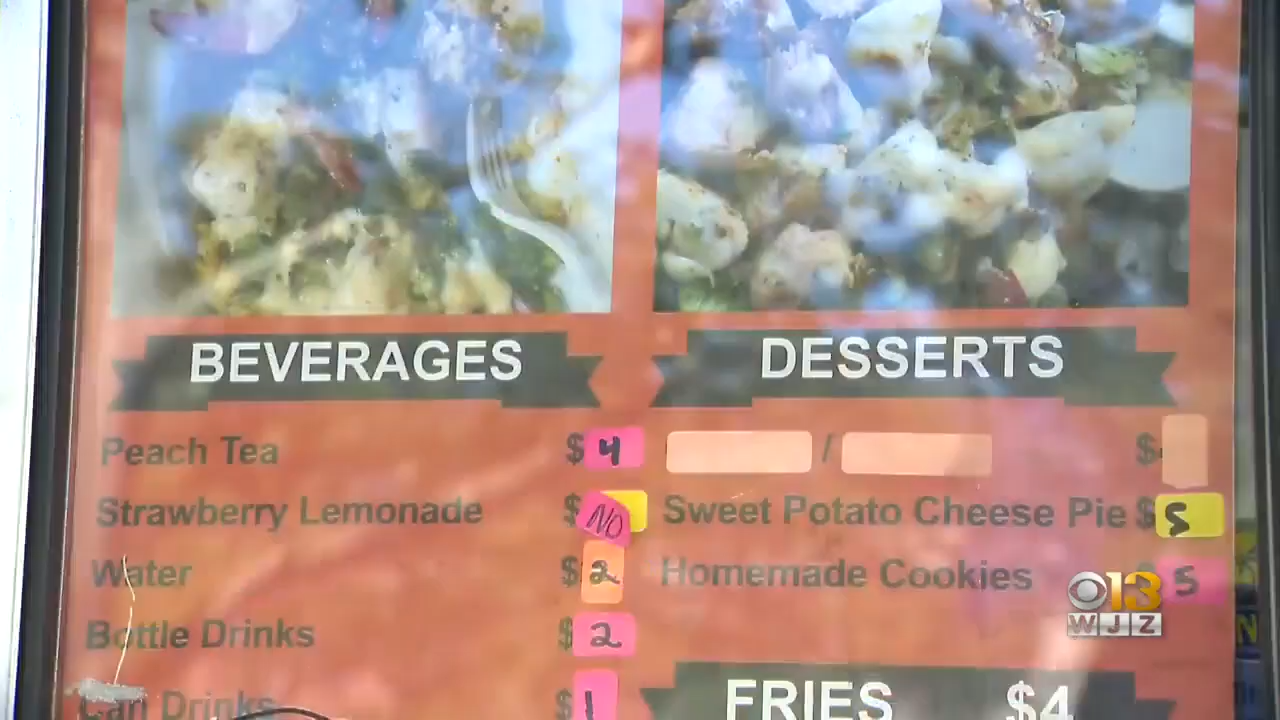 BEVERAGES
Peach Tea $4
Strawberry Lemonade $NO
Water $2
Bottle Drinks $2
Can Drinks $1
DESSERTS
/ $
Sweet Potato Cheese Pie $5
Homemade Cookies $5
FRIES $4
13
WJZ